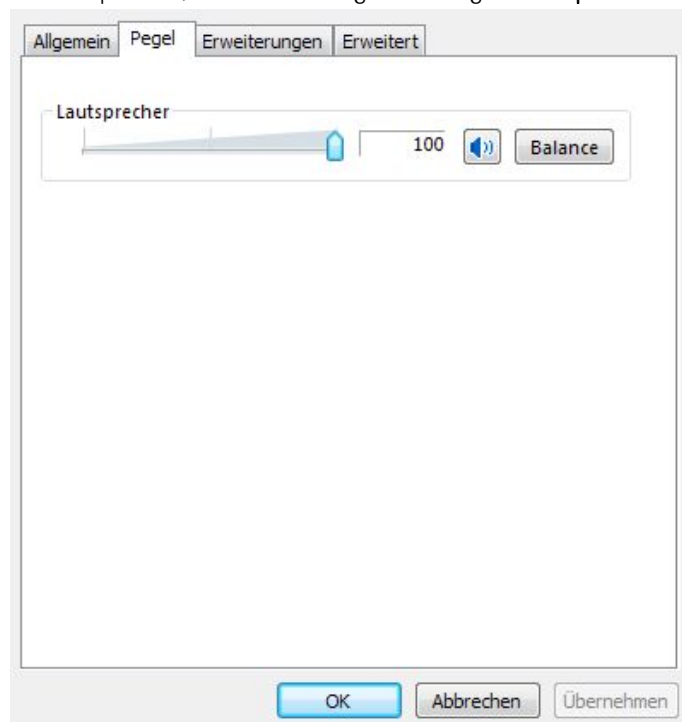 Allgemein Pegel Erweiterungen Erweitert
Lautsprecher
100 Balance
OK Abbrechen Übernehmen